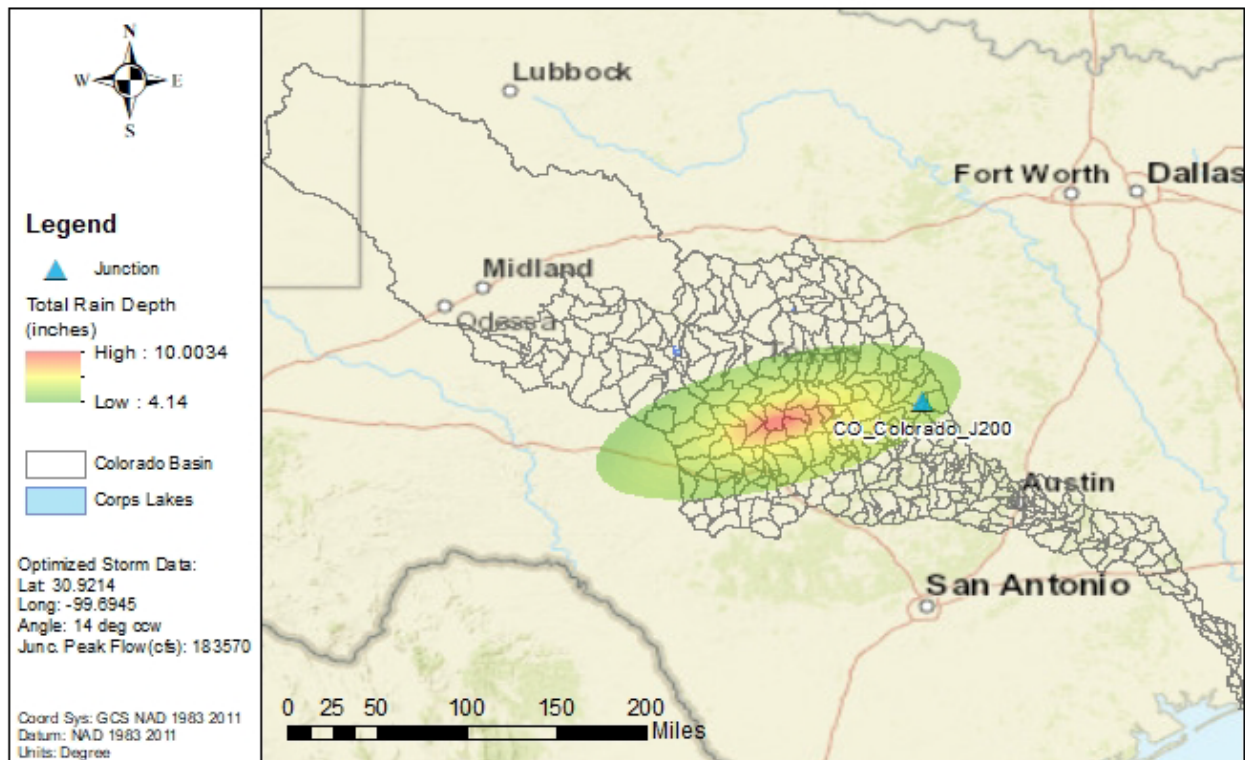 N
W E
S
Legend
Junction
Total Rain Depth
(inches)
High : 10.0034
Low : 4.14
Colorado Basin
Corps Lakes
Optimized Storm Data:
Lat: 30.9214
Long: -99.6945
Angle: 14 deg ccw
Junc. Peak Flow(cfs): 183570
Coord Sys: GCS NAD 1983 2011
Datum: NAD 1983 2011
Units: Degree
Lubbock
Fort Worth
Dallas
Midland
Odessa
CO_Colorado_J200
Austin
San Antonio
0 25 50 100 150 200
Miles